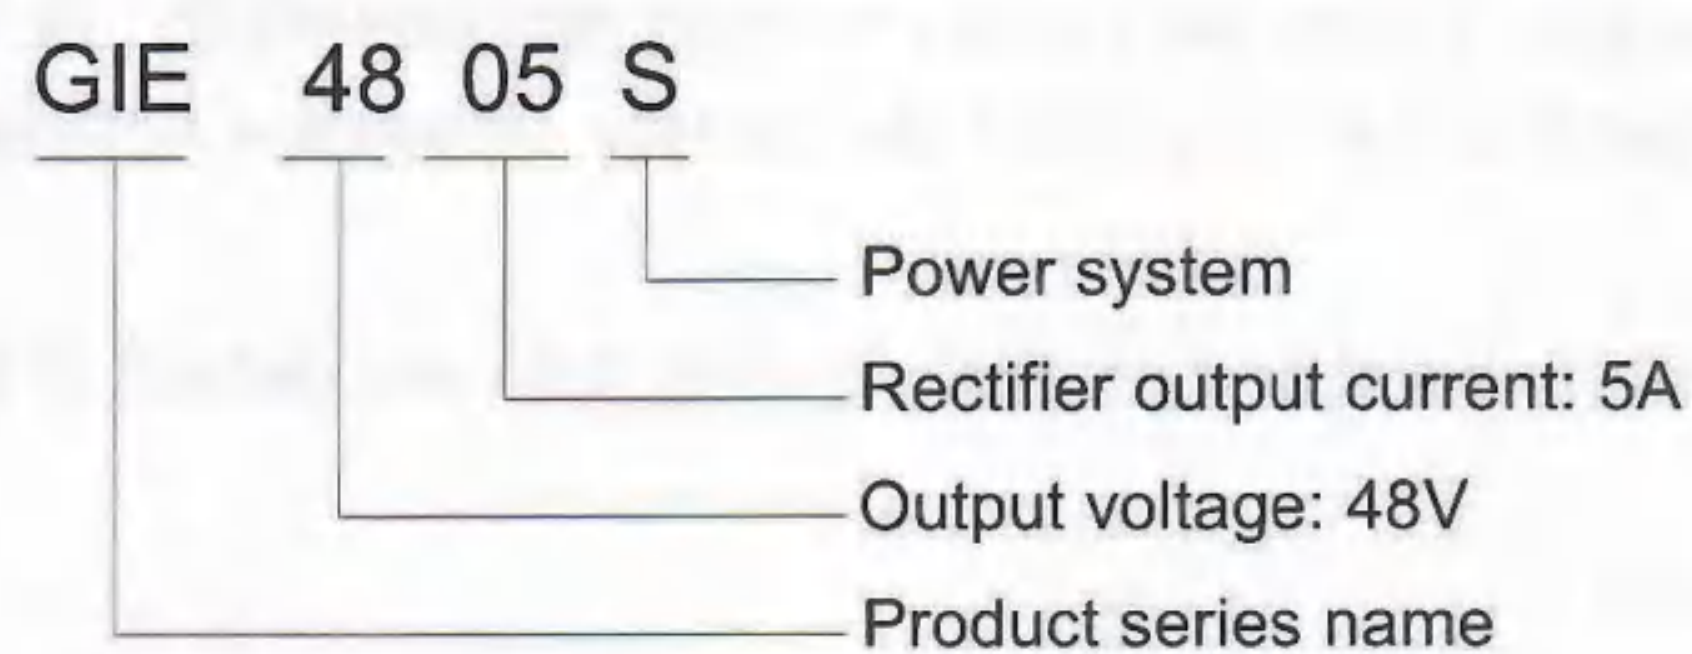 GIE 48 05 S
Power system
Rectifier output current: 5A
Output voltage: 48V
Product series name